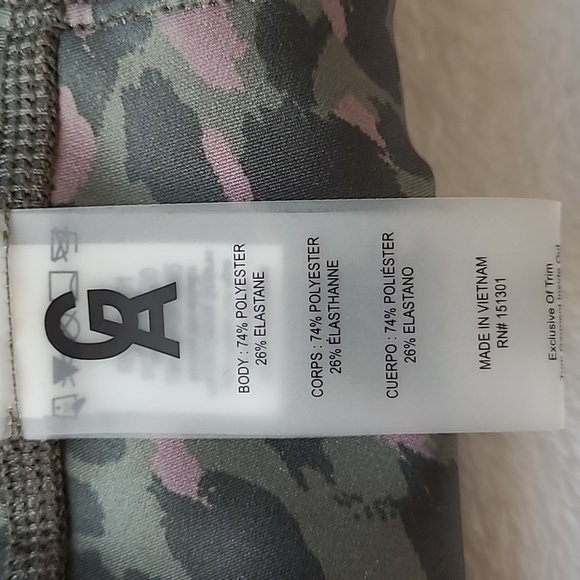 CA
BODY : 74% POLYESTER
26% ELASTANE
CORPS : 74% POLYESTER
26% ÉLASTHANNE
CUERPO : 74% POLIÉSTER
26% ELASTANO
MADE IN VIETNAM
RN# 151301
Exclusive Of Trim